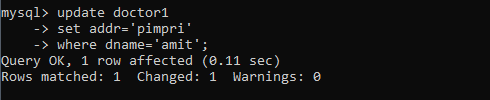 mysql> update doctor1
    -> set addr='pimpri'
    -> where dname='amit';
Query OK, 1 row affected (0.11 sec)
Rows matched: 1  Changed: 1  Warnings: 0